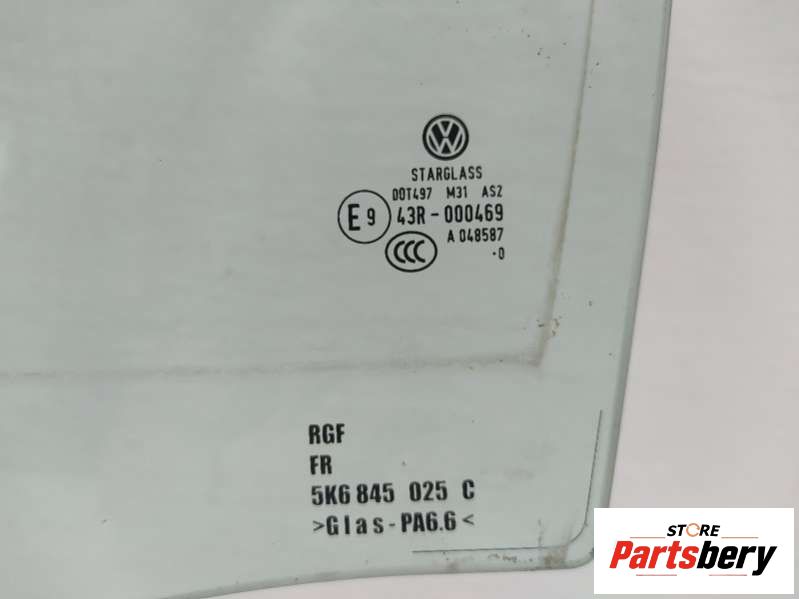 STARGLASS
DOT497 M31 AS2
E 9 43R-000469
A 048587
CCC ·0
RGF
FR
5K6 845 025 C
>Glas-PA6.6<
STORE
Partsbery